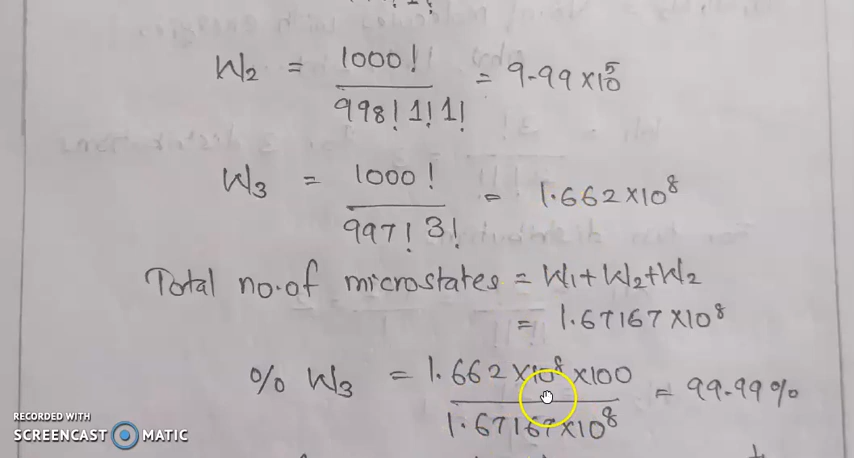 W2 = 1000! / 998! 1! 1! = 9.99 x 10^5
W3 = 1000! / 997! 3! = 1.662 x 10^8
Total no. of microstates = W1 + W2 + W2
= 1.67167 x 10^8
% W3 = 1.662 x 10^8 x 100 / 1.67167 x 10^8 = 99.99 %
RECORDED WITH
SCREENCAST MATIC